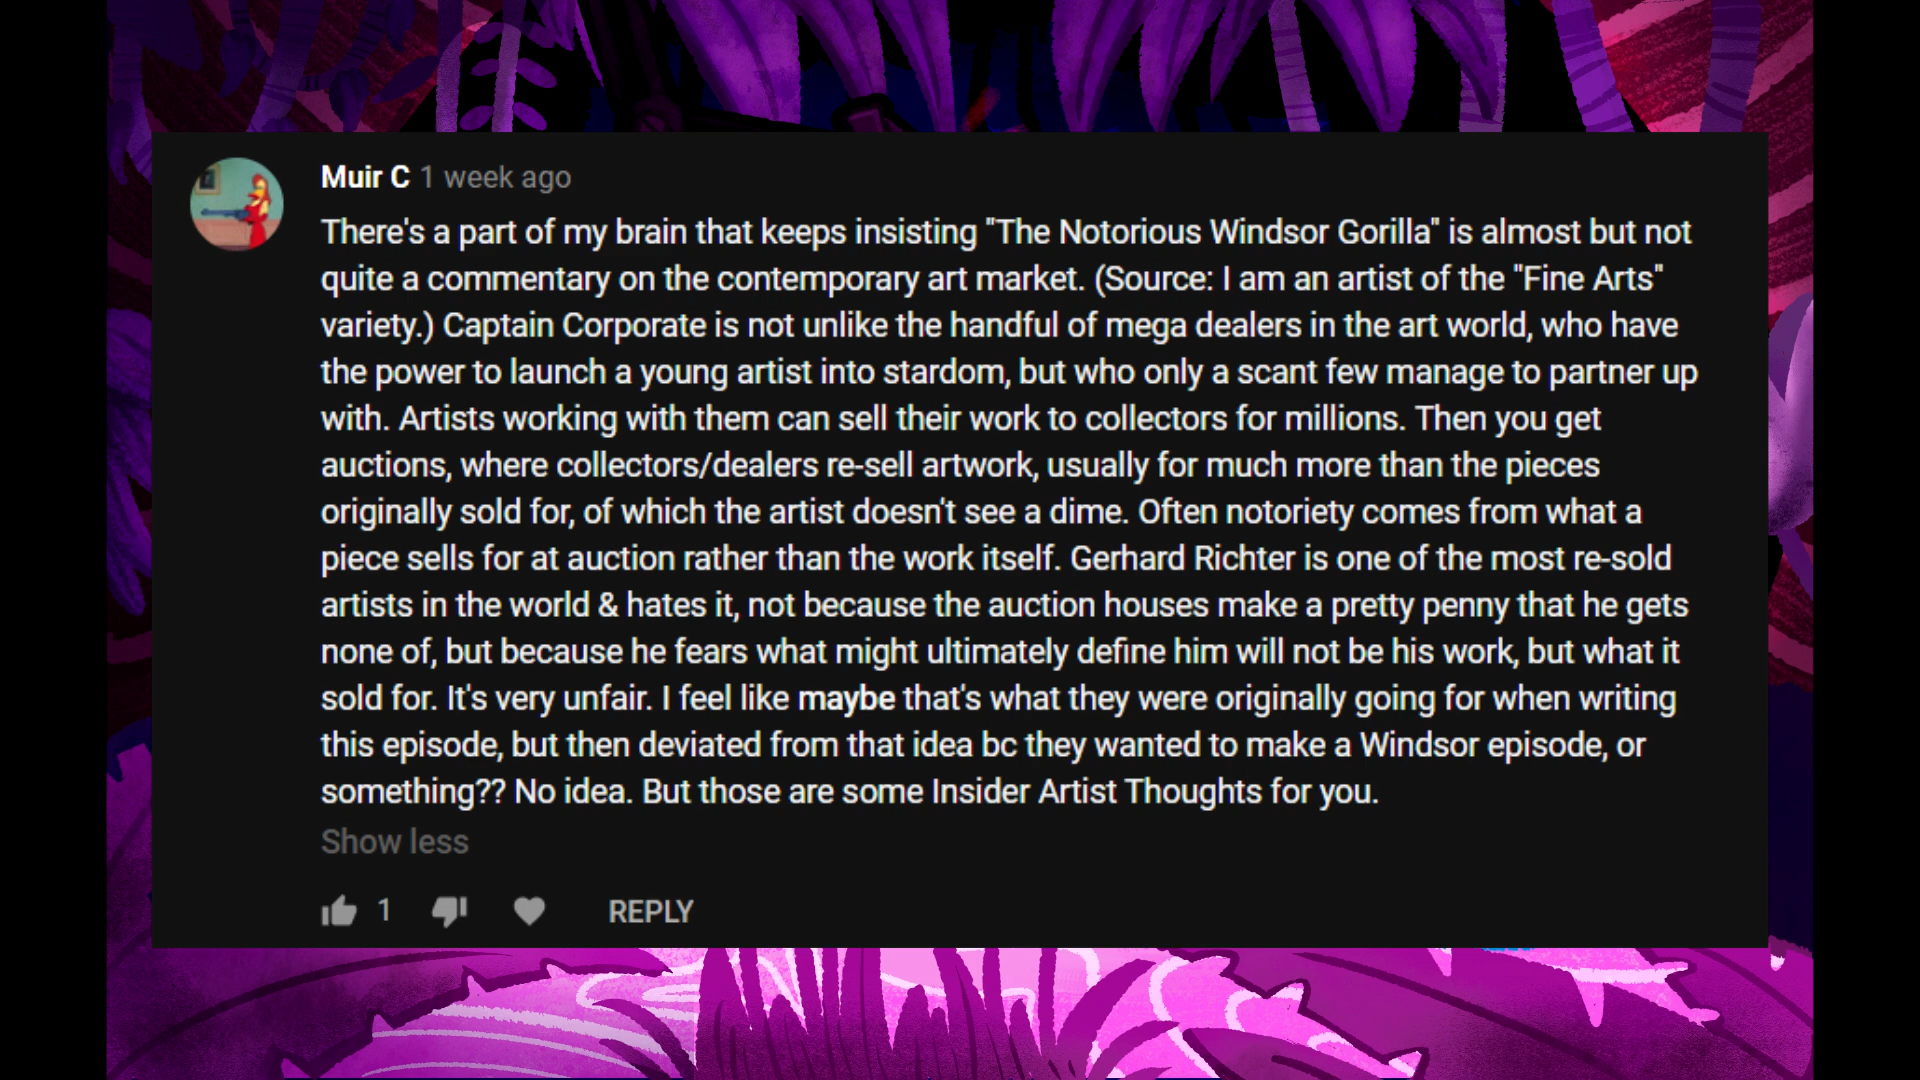 Muir C 1 week ago
There's a part of my brain that keeps insisting "The Notorious Windsor Gorilla" is almost but not
quite a commentary on the contemporary art market. (Source: I am an artist of the "Fine Arts"
variety.) Captain Corporate is not unlike the handful of mega dealers in the art world, who have
the power to launch a young artist into stardom, but who only a scant few manage to partner up
with. Artists working with them can sell their work to collectors for millions. Then you get
auctions, where collectors/dealers re-sell artwork, usually for much more than the pieces
originally sold for, of which the artist doesn't see a dime. Often notoriety comes from what a
piece sells for at auction rather than the work itself. Gerhard Richter is one of the most re-sold
artists in the world & hates it, not because the auction houses make a pretty penny that he gets
none of, but because he fears what might ultimately define him will not be his work, but what it
sold for. It's very unfair. I feel like maybe that's what they were originally going for when writing
this episode, but then deviated from that idea bc they wanted to make a Windsor episode, or
something?? No idea. But those are some Insider Artist Thoughts for you.
Show less
1 REPLY